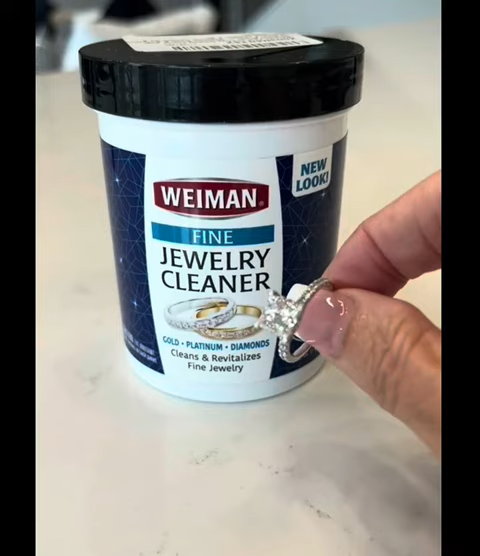 WEIMAN®
NEW
LOOK!
FINE
JEWELRY
CLEANER
GOLD • PLATINUM • DIAMONDS
Cleans & Revitalizes
Fine Jewelry